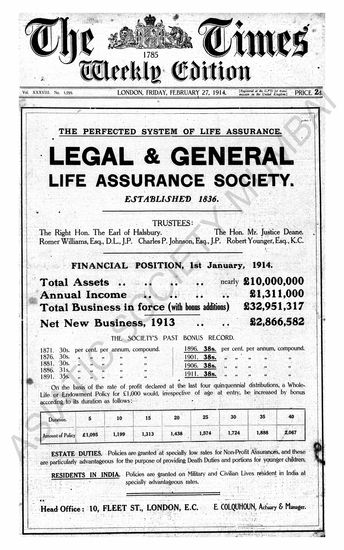 The Times
1785
Weekly Edition
Vol. XXXVIII. No.
LONDON, FRIDAY, FEBRUARY 27, 1914.
PRICE 2d
THE PERFECTED SYSTEM OF LIFE ASSURANCE.
LEGAL & GENERAL
LIFE ASSURANCE SOCIETY.
ESTABLISHED 1836.
TRUSTEES:
The Right Hon. The Earl of Halsbury. The Hon. Mr. Justice Deane.
Romer Williams, Esq., D.L., J.P. Charles P. Johnson, Esq., J.P. Robert Younger, Esq., K.C.
FINANCIAL POSITION, 1st January, 1914.
Total Assets .. .. .. .. nearly £10,000,000
Annual Income .. .. .. .. £1,311,000
Total Business in force (with bonus additions) £32,951,317
Net New Business, 1913 .. .. £2,866,582
THE SOCIETY'S PAST BONUS RECORD.
1871. 30s. per cent. per annum, compound. 1896. 38s. per cent. per annum, compound.
1876. 30s. 1901. 38s.
1881. 30s. 1906. 38s.
1886. 31s. 1911. 38s.
1891. 35s.
On the basis of the rate of profit declared at the last four quinquennial distributions, a Whole-
Life or Endowment Policy for £1,000 would, irrespective of age at entry, be increased by bonus
according to its duration as follows:
Duration. 5 10 15 20 25 30 35 40
Amount of Policy £1,095 1,199 1,313 1,438 1,574 1,724 1,888 2,067
ESTATE DUTIES. Policies are granted at specially low rates for Non-Profit Assurances, and these
are particularly advantageous for the purpose of providing Death Duties and portions for younger children.
RESIDENTS IN INDIA. Policies are granted on Military and Civilian Lives resident in India at
specially advantageous rates.
Head Office: 10, FLEET ST., LONDON, E.C. E. COLQUHOUN, Actuary & Manager.
ASIATIC SOCIETY MUMBAI